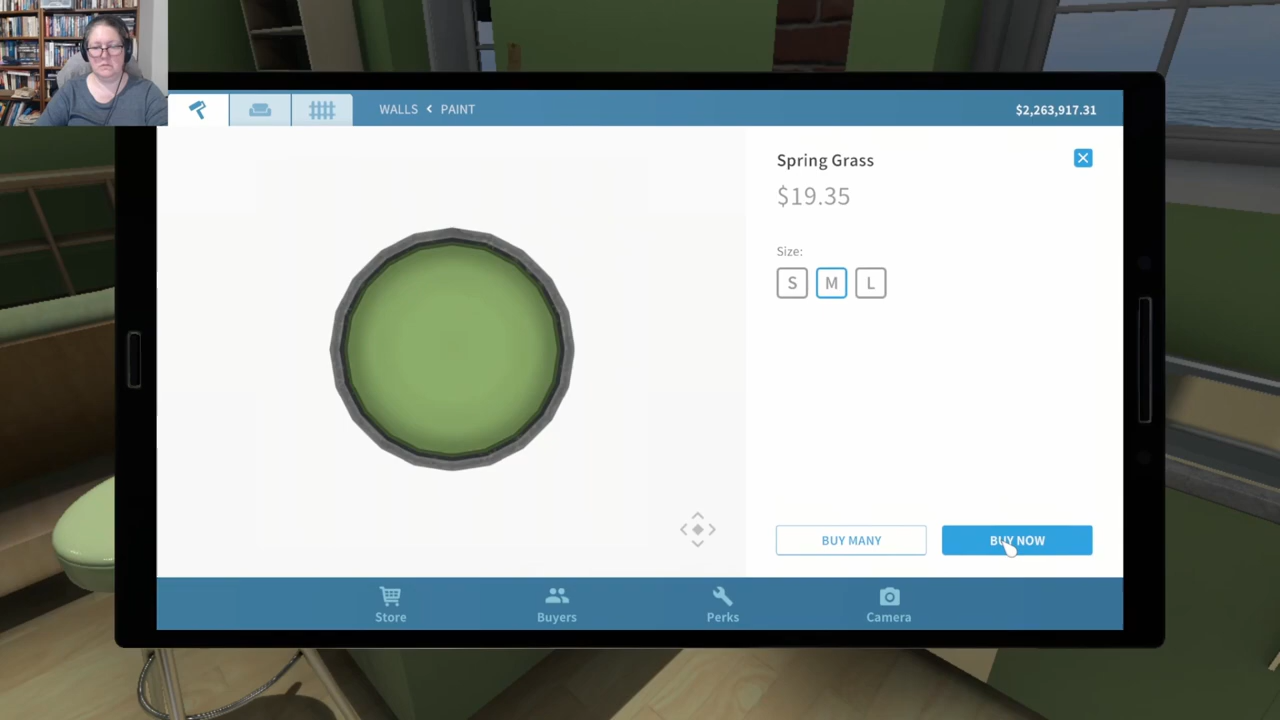 WALLS < PAINT
$2,263,917.31
Spring Grass
$19.35
Size:
S M L
BUY MANY
BUY NOW
Store
Buyers
Perks
Camera